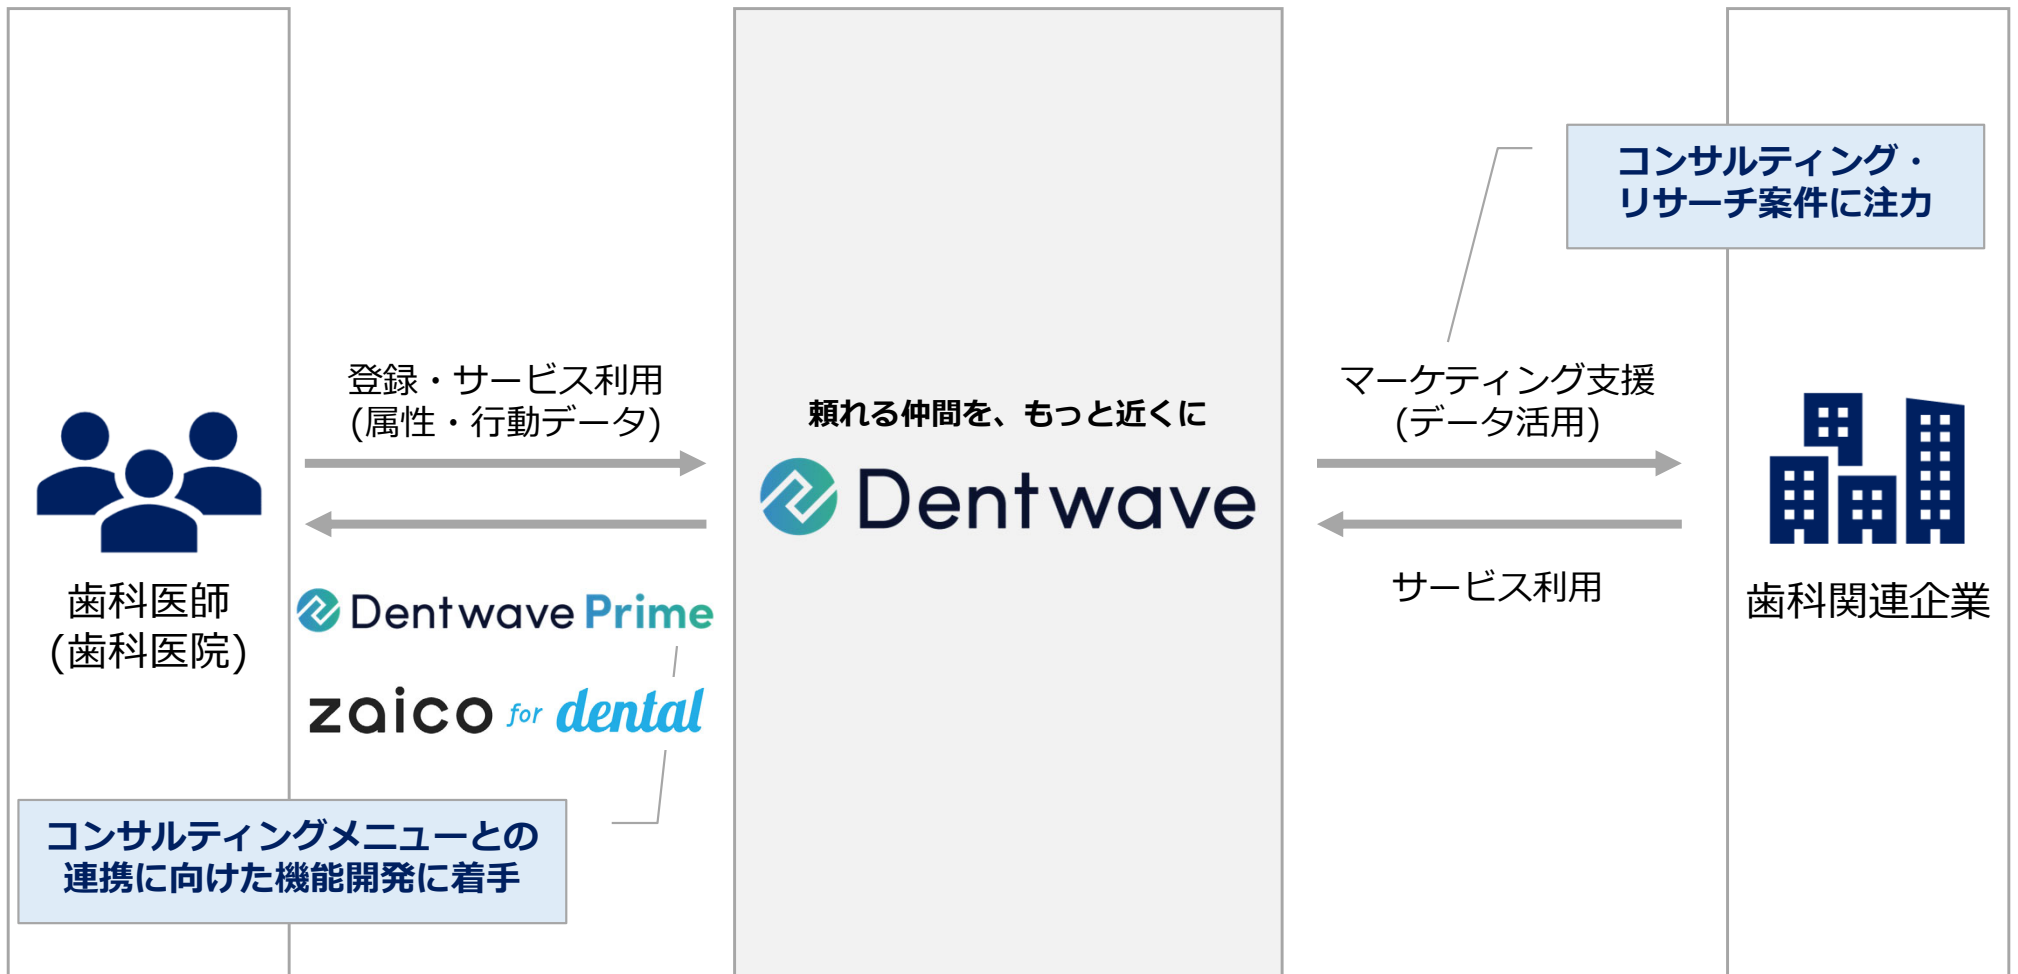 コンサルティング・
リサーチ案件に注力
登録・サービス利用
(属性・行動データ)
頼れる仲間を、もっと近くに
Dentwave
マーケティング支援
(データ活用)
サービス利用
歯科医師
(歯科医院)
Dentwave Prime
zaico for dental
歯科関連企業
コンサルティングメニューとの
連携に向けた機能開発に着手